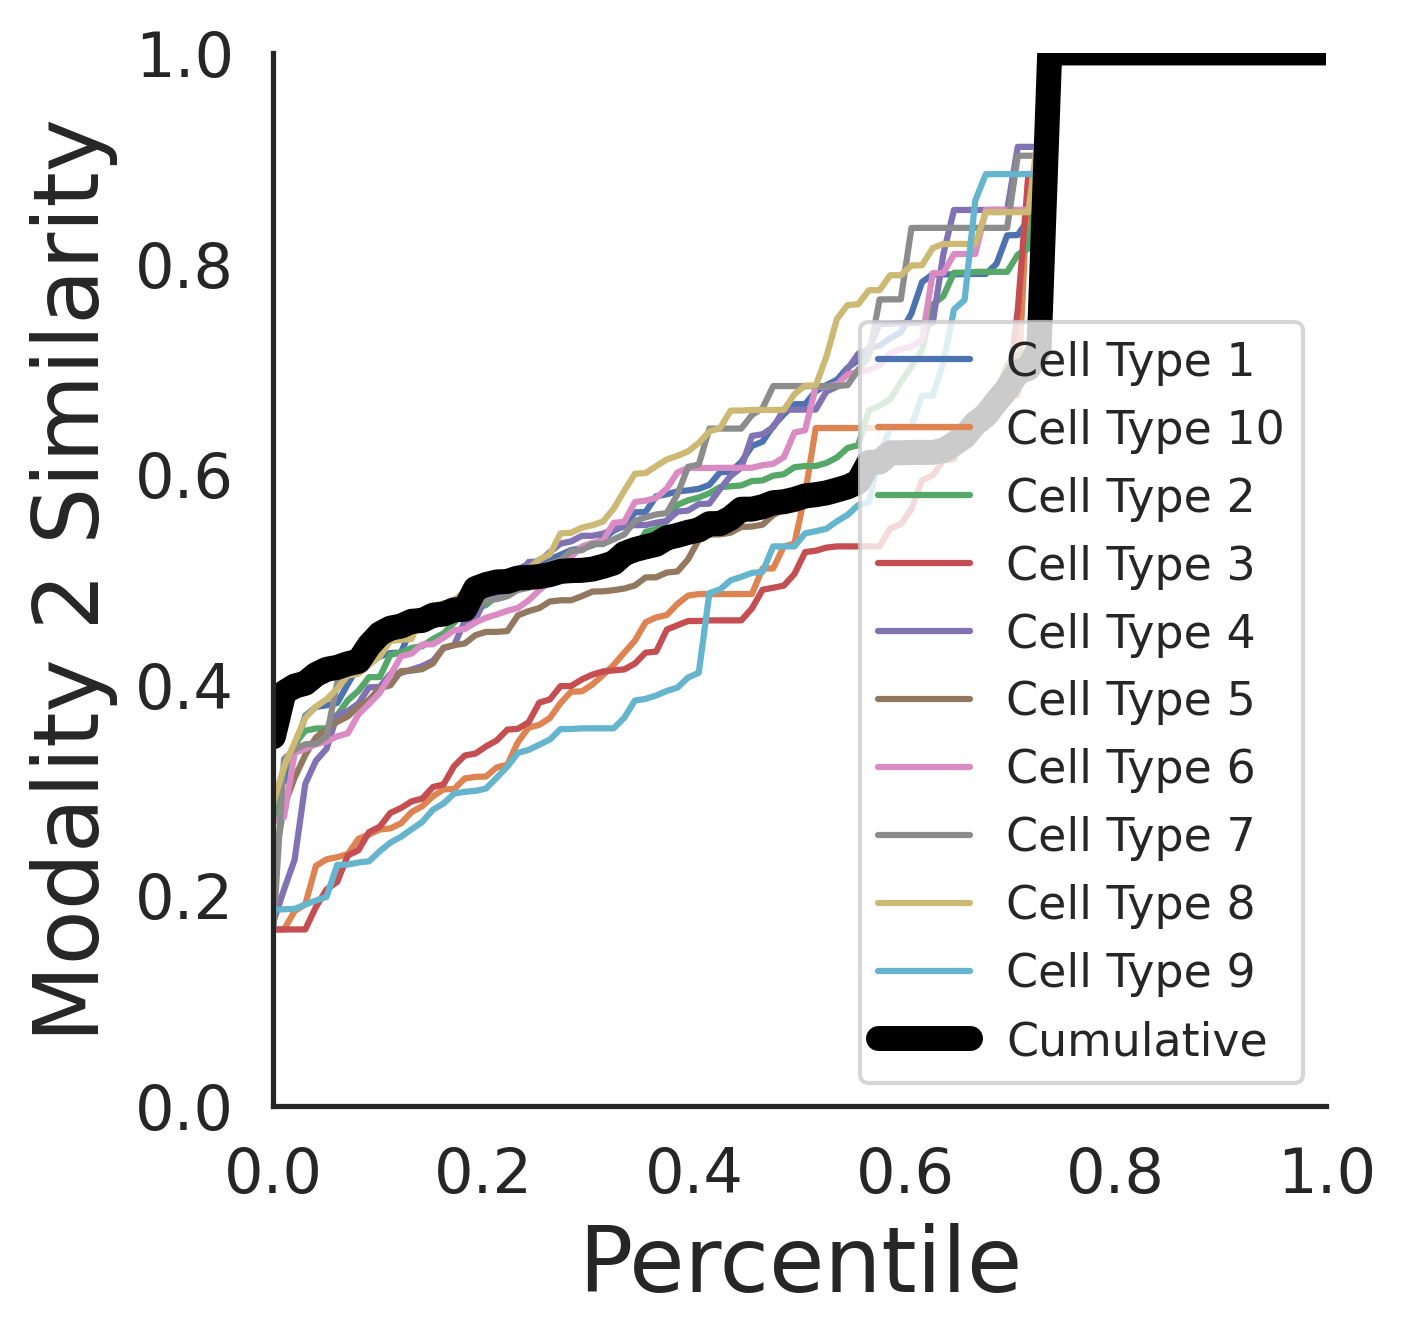 Modality 2 Similarity
1.0
0.8
0.6
0.4
0.2
0.0
Cell Type 1
Cell Type 10
Cell Type 2
Cell Type 3
Cell Type 4
Cell Type 5
Cell Type 6
Cell Type 7
Cell Type 8
Cell Type 9
Cumulative
0.0 0.2 0.4 0.6 0.8 1.0
Percentile